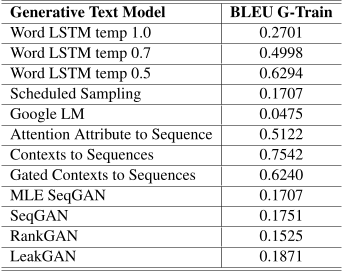 Generative Text Model BLEU G-Train
Word LSTM temp 1.0 0.2701
Word LSTM temp 0.7 0.4998
Word LSTM temp 0.5 0.6294
Scheduled Sampling 0.1707
Google LM 0.0475
Attention Attribute to Sequence 0.5122
Contexts to Sequences 0.7542
Gated Contexts to Sequences 0.6240
MLE SeqGAN 0.1707
SeqGAN 0.1751
RankGAN 0.1525
LeakGAN 0.1871